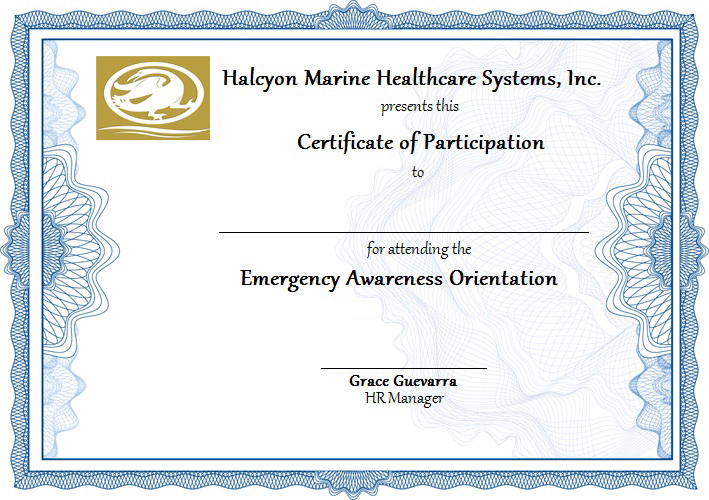 Halcyon Marine Healthcare Systems, Inc.
presents this
Certificate of Participation
to
for attending the
Emergency Awareness Orientation
Grace Guevarra
HR Manager